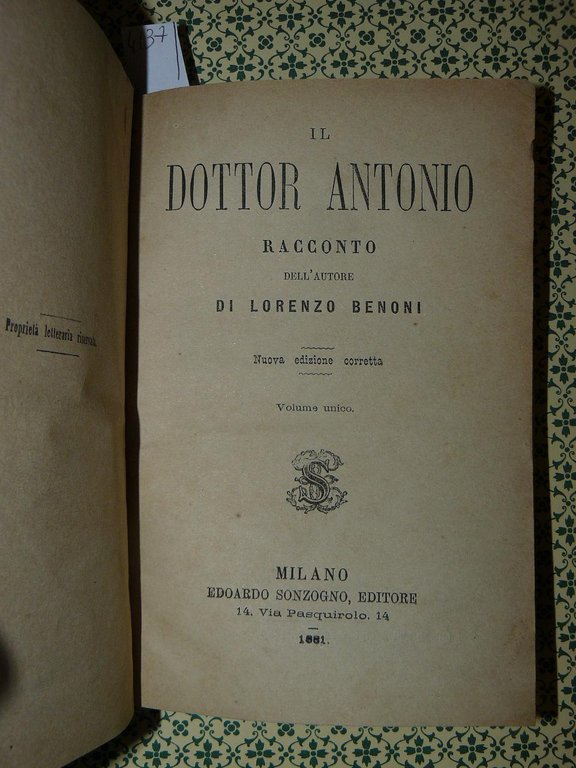 4137
Proprietà letteraria riservata.
IL
DOTTOR ANTONIO
RACCONTO
DELL'AUTORE
DI LORENZO BENONI
Nuova edizione corretta
Volume unico.
S
MILANO
EDOARDO SONZOGNO, EDITORE
14. Via Pasquirolo. 14
1881.